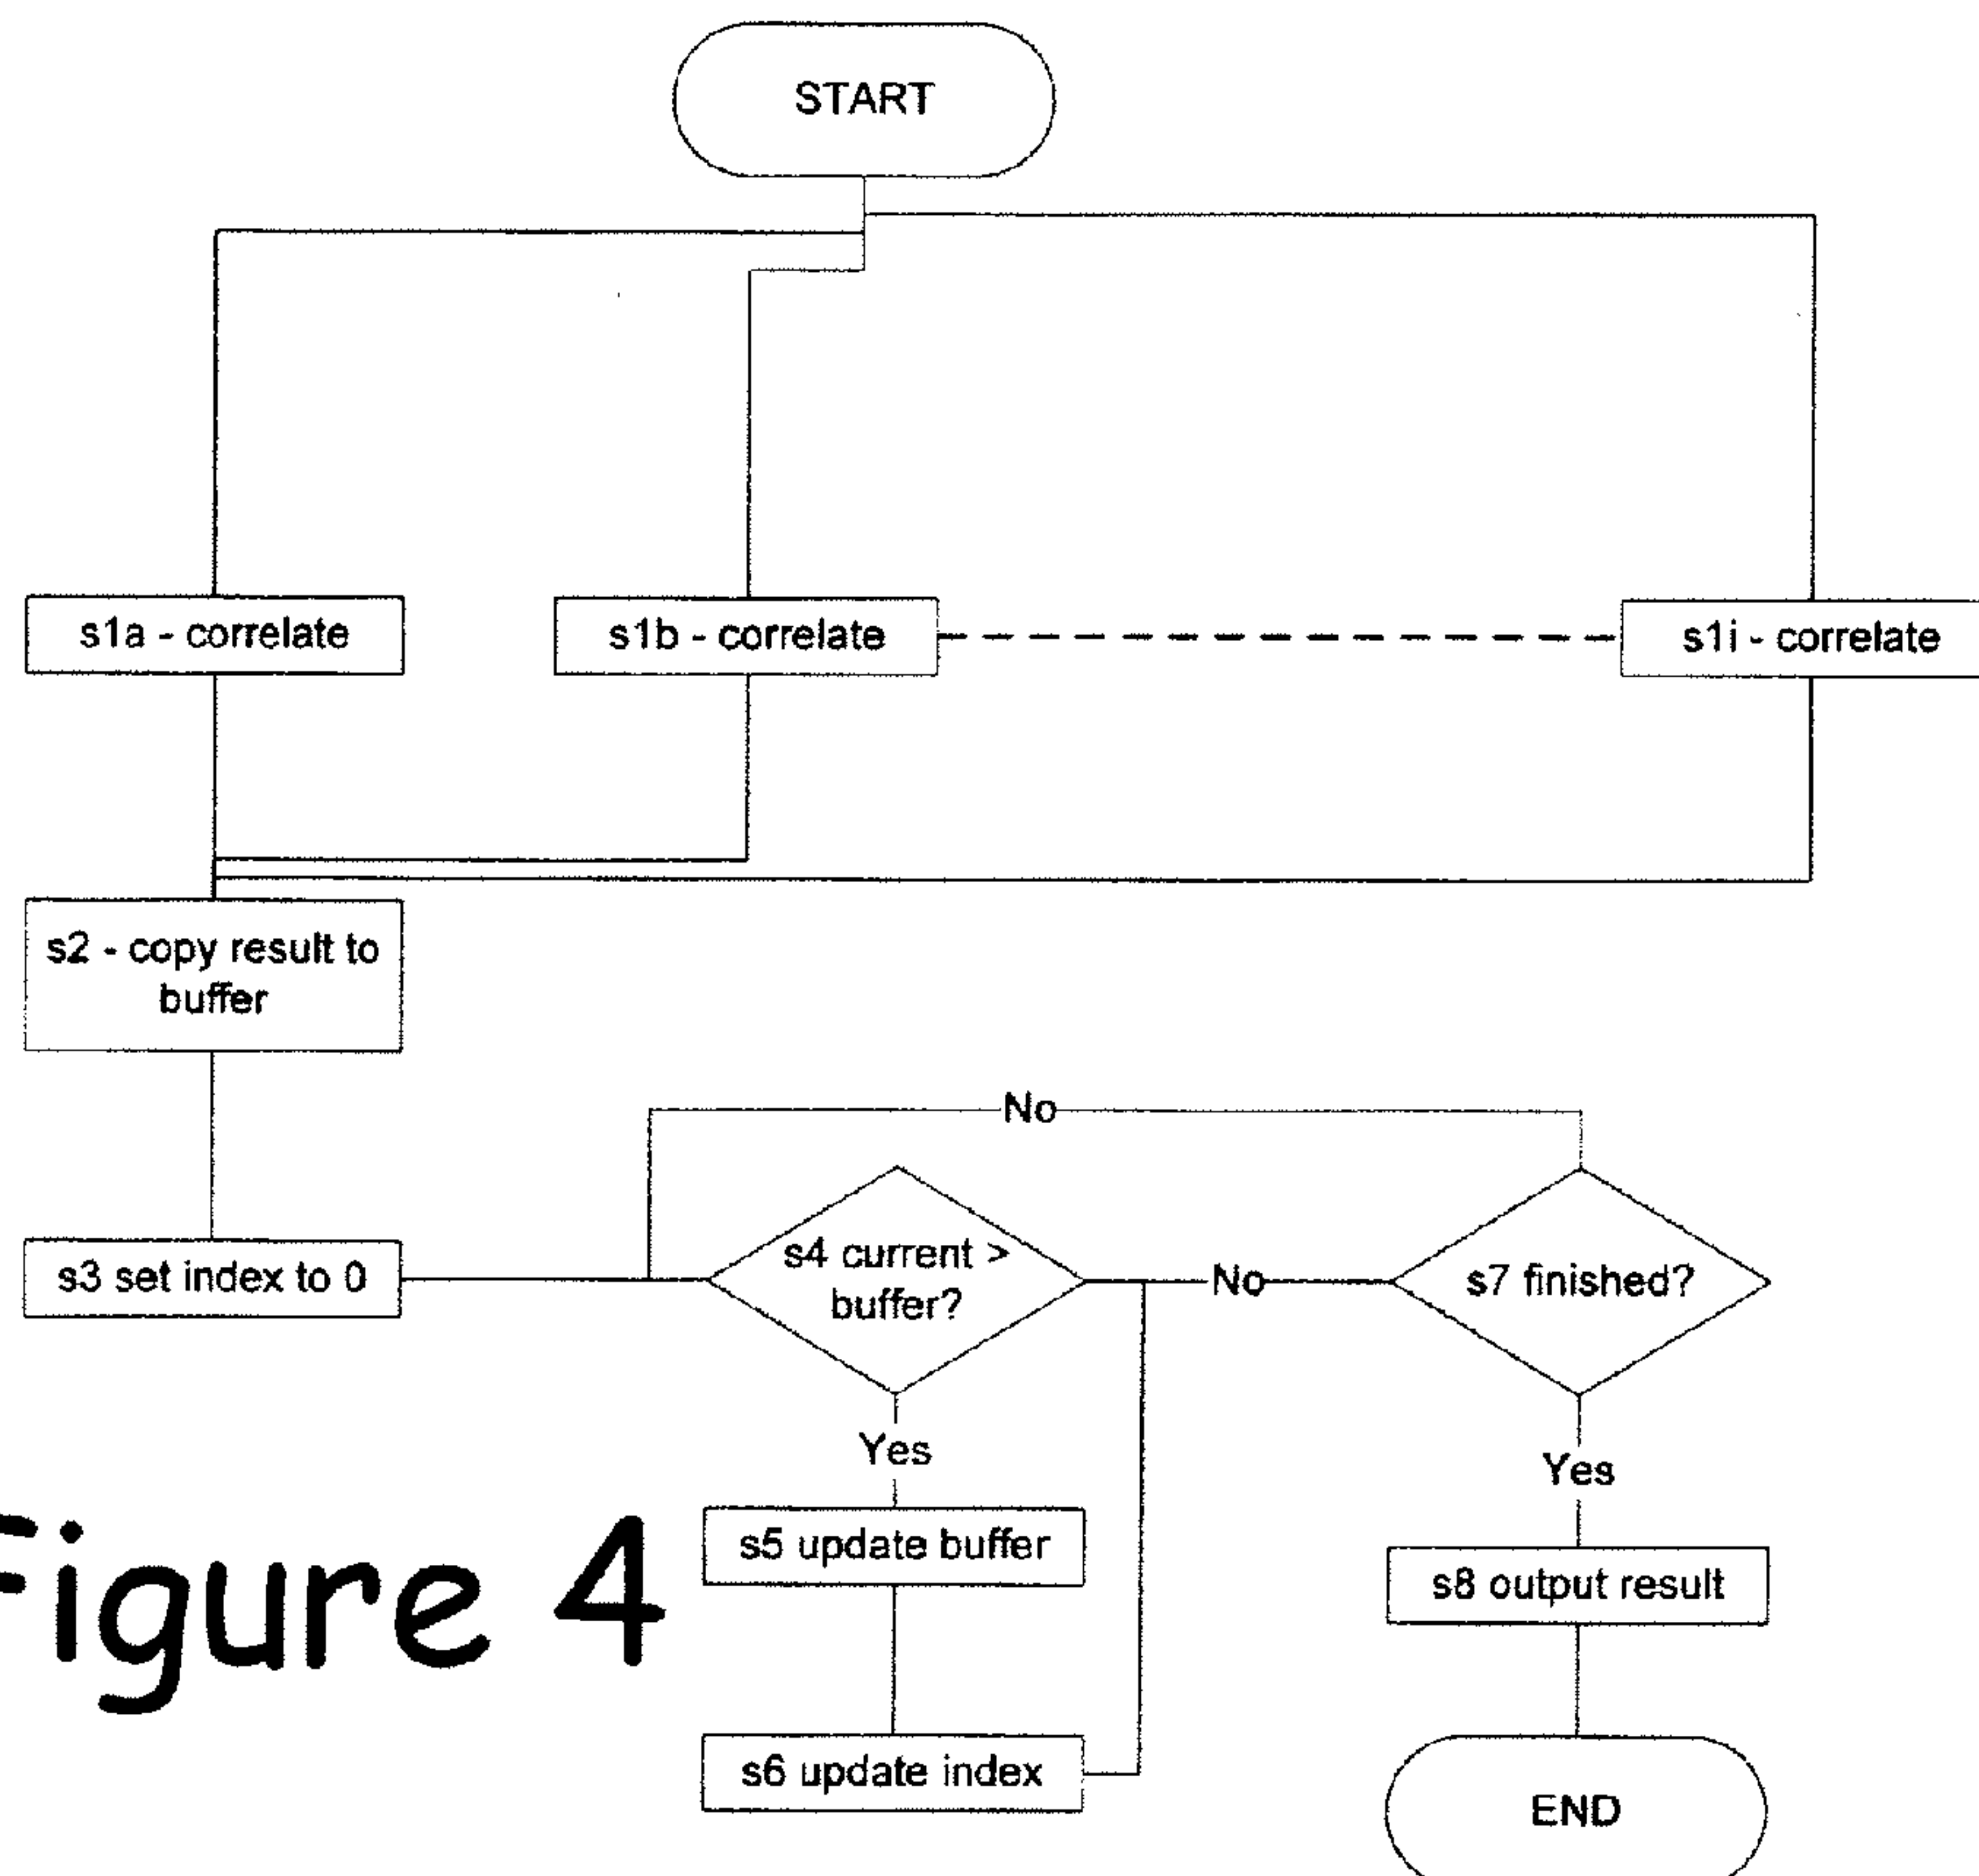 START
s1a - correlate
s1b - correlate
s1i - correlate
s2 - copy result to
buffer
No
s3 set index to 0
s4 current >
buffer?
No
s7 finished?
Yes
Yes
s5 update buffer
s8 output result
s6 update index
END
Figure 4